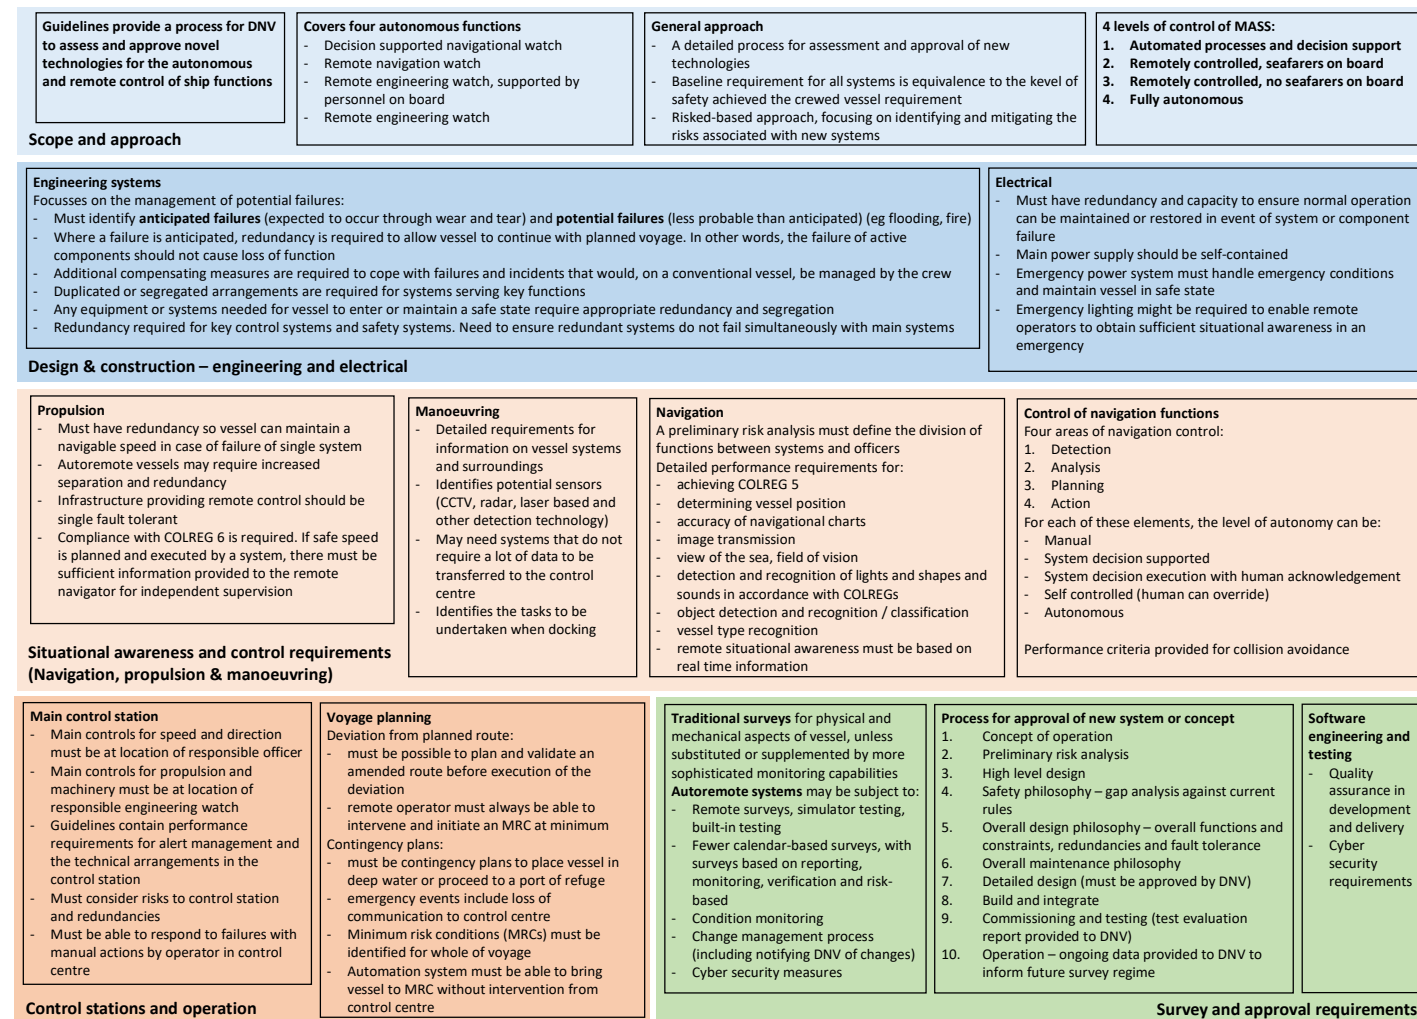 Guidelines provide a process for DNV
to assess and approve novel
technologies for the autonomous
and remote control of ship functions
Covers four autonomous functions
- Decision supported navigational watch
- Remote navigation watch
- Remote engineering watch, supported by
personnel on board
- Remote engineering watch
General approach
- A detailed process for assessment and approval of new
technologies
- Baseline requirement for all systems is equivalence to the kevel of
safety achieved the crewed vessel requirement
- Risked-based approach, focusing on identifying and mitigating the
risks associated with new systems
4 levels of control of MASS:
1. Automated processes and decision support
2. Remotely controlled, seafarers on board
3. Remotely controlled, no seafarers on board
4. Fully autonomous
Scope and approach
Engineering systems
Focusses on the management of potential failures:
- Must identify anticipated failures (expected to occur through wear and tear) and potential failures (less probable than anticipated) (eg flooding, fire)
- Where a failure is anticipated, redundancy is required to allow vessel to continue with planned voyage. In other words, the failure of active
components should not cause loss of function
- Additional compensating measures are required to cope with failures and incidents that would, on a conventional vessel, be managed by the crew
- Duplicated or segregated arrangements are required for systems serving key functions
- Any equipment or systems needed for vessel to enter or maintain a safe state require appropriate redundancy and segregation
- Redundancy required for key control systems and safety systems. Need to ensure redundant systems do not fail simultaneously with main systems
Electrical
- Must have redundancy and capacity to ensure normal operation
can be maintained or restored in event of system or component
failure
- Main power supply should be self-contained
- Emergency power system must handle emergency conditions
and maintain vessel in safe state
- Emergency lighting might be required to enable remote
operators to obtain sufficient situational awareness in an
emergency
Design & construction – engineering and electrical
Propulsion
- Must have redundancy so vessel can maintain a
navigable speed in case of failure of single system
- Autoremote vessels may require increased
separation and redundancy
- Infrastructure providing remote control should be
single fault tolerant
- Compliance with COLREG 6 is required. If safe speed
is planned and executed by a system, there must be
sufficient information provided to the remote
navigator for independent supervision
Manoeuvring
- Detailed requirements for
information on vessel systems
and surroundings
- Identifies potential sensors
(CCTV, radar, laser based and
other detection technology)
- May need systems that do not
require a lot of data to be
transferred to the control
centre
- Identifies the tasks to be
undertaken when docking
Navigation
A preliminary risk analysis must define the division of
functions between systems and officers
Detailed performance requirements for:
- achieving COLREG 5
- determining vessel position
- accuracy of navigational charts
- image transmission
- view of the sea, field of vision
- detection and recognition of lights and shapes and
sounds in accordance with COLREGs
- object detection and recognition / classification
- vessel type recognition
- remote situational awareness must be based on
real time information
Control of navigation functions
Four areas of navigation control:
1. Detection
2. Analysis
3. Planning
4. Action
For each of these elements, the level of autonomy can be:
- Manual
- System decision supported
- System decision execution with human acknowledgement
- Self controlled (human can override)
- Autonomous
Performance criteria provided for collision avoidance
Situational awareness and control requirements
(Navigation, propulsion & manoeuvring)
Main control station
- Main controls for speed and direction
must be at location of responsible officer
- Main controls for propulsion and
machinery must be at location of
responsible engineering watch
- Guidelines contain performance
requirements for alert management and
the technical arrangements in the
control station
- Must consider risks to control station
and redundancies
- Must be able to respond to failures with
manual actions by operator in control
centre
Voyage planning
Deviation from planned route:
- must be possible to plan and validate an
amended route before execution of the
deviation
- remote operator must always be able to
intervene and initiate an MRC at minimum
Contingency plans:
- must be contingency plans to place vessel in
deep water or proceed to a port of refuge
- emergency events include loss of
communication to control centre
- Minimum risk conditions (MRCs) must be
identified for whole of voyage
- Automation system must be able to bring
vessel to MRC without intervention from
control centre
Control stations and operation
Traditional surveys for physical and
mechanical aspects of vessel, unless
substituted or supplemented by more
sophisticated monitoring capabilities
Autoremote systems may be subject to:
- Remote surveys, simulator testing,
built-in testing
- Fewer calendar-based surveys, with
surveys based on reporting,
monitoring, verification and risk-
based
- Condition monitoring
- Change management process
(including notifying DNV of changes)
- Cyber security measures
Process for approval of new system or concept
1. Concept of operation
2. Preliminary risk analysis
3. High level design
4. Safety philosophy – gap analysis against current
rules
5. Overall design philosophy – overall functions and
constraints, redundancies and fault tolerance
6. Overall maintenance philosophy
7. Detailed design (must be approved by DNV)
8. Build and integrate
9. Commissioning and testing (test evaluation
report provided to DNV)
10. Operation – ongoing data provided to DNV to
inform future survey regime
Software
engineering and
testing
- Quality
assurance in
development
and delivery
- Cyber
security
requirements
Survey and approval requirements